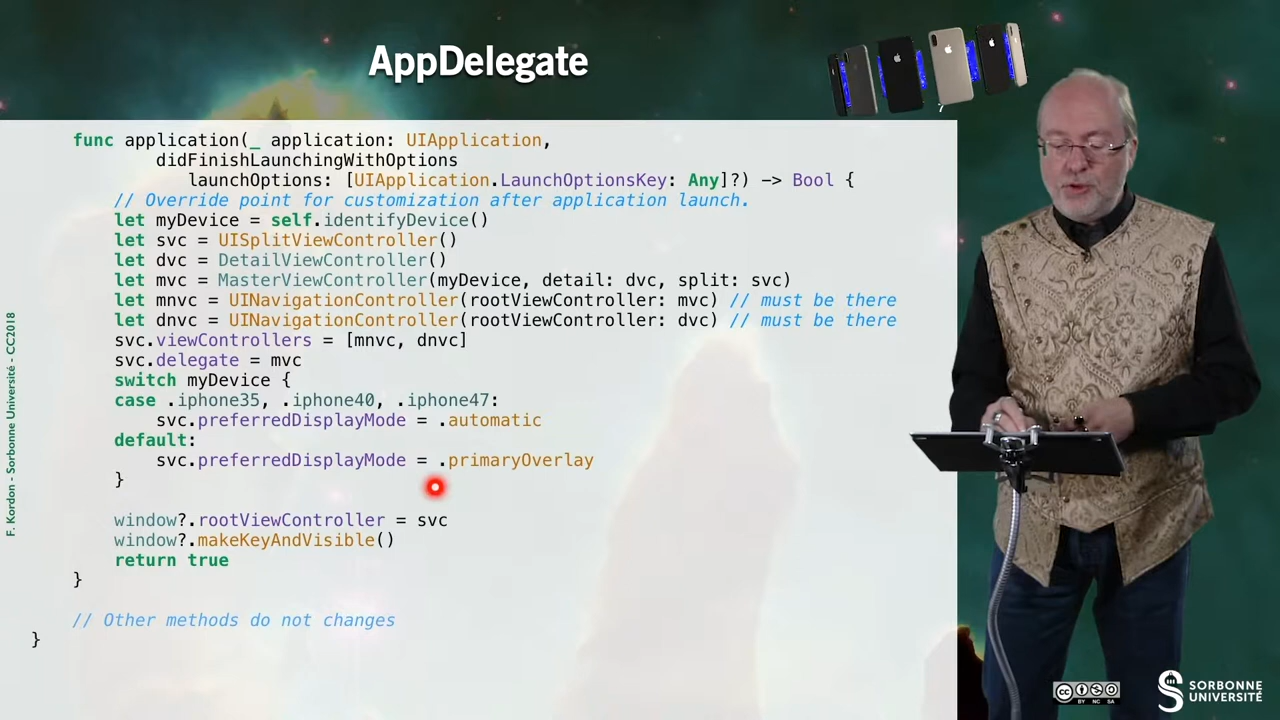 AppDelegate
func application(_ application: UIApplication,
didFinishLaunchingWithOptions
launchOptions: [UIApplication.LaunchOptionsKey: Any]?) -> Bool {
// Override point for customization after application launch.
let myDevice = self.identifyDevice()
let svc = UISplitViewController()
let dvc = DetailViewController()
let mvc = MasterViewController(myDevice, detail: dvc, split: svc)
let mnvc = UINavigationController(rootViewController: mvc) // must be there
let dnvc = UINavigationController(rootViewController: dvc) // must be there
svc.viewControllers = [mnvc, dnvc]
svc.delegate = mvc
switch myDevice {
case .iphone35, .iphone40, .iphone47:
svc.preferredDisplayMode = .automatic
default:
svc.preferredDisplayMode = .primaryOverlay
}
window?.rootViewController = svc
window?.makeKeyAndVisible()
return true
}
// Other methods do not changes
}
F. Kordon - Sorbonne Université - CC2018
CC
BY NC SA
SORBONNE
UNIVERSITÉ